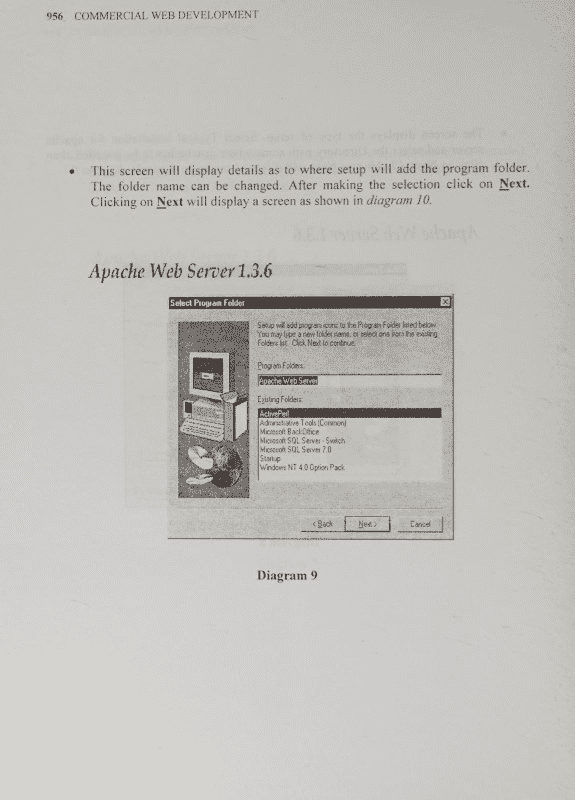 956 COMMERCIAL WEB DEVELOPMENT
• This screen will display details as to where setup will add the program folder.
The folder name can be changed. After making the selection click on Next.
Clicking on Next will display a screen as shown in diagram 10.
Apache Web Server 1.3.6
Select Program Folder
Setup will add program icons to the Program Folder listed below.
You may type a new folder name, or select one from the existing
Folders list. Click Next to continue.
Program Folders:
Apache Web Server
Existing Folders:
ActivePerl
Administrative Tools (Common)
Microsoft BackOffice
Microsoft SQL Server - Switch
Microsoft SQL Server 7.0
Startup
Windows NT 4.0 Option Pack
< Back Next > Cancel
Diagram 9